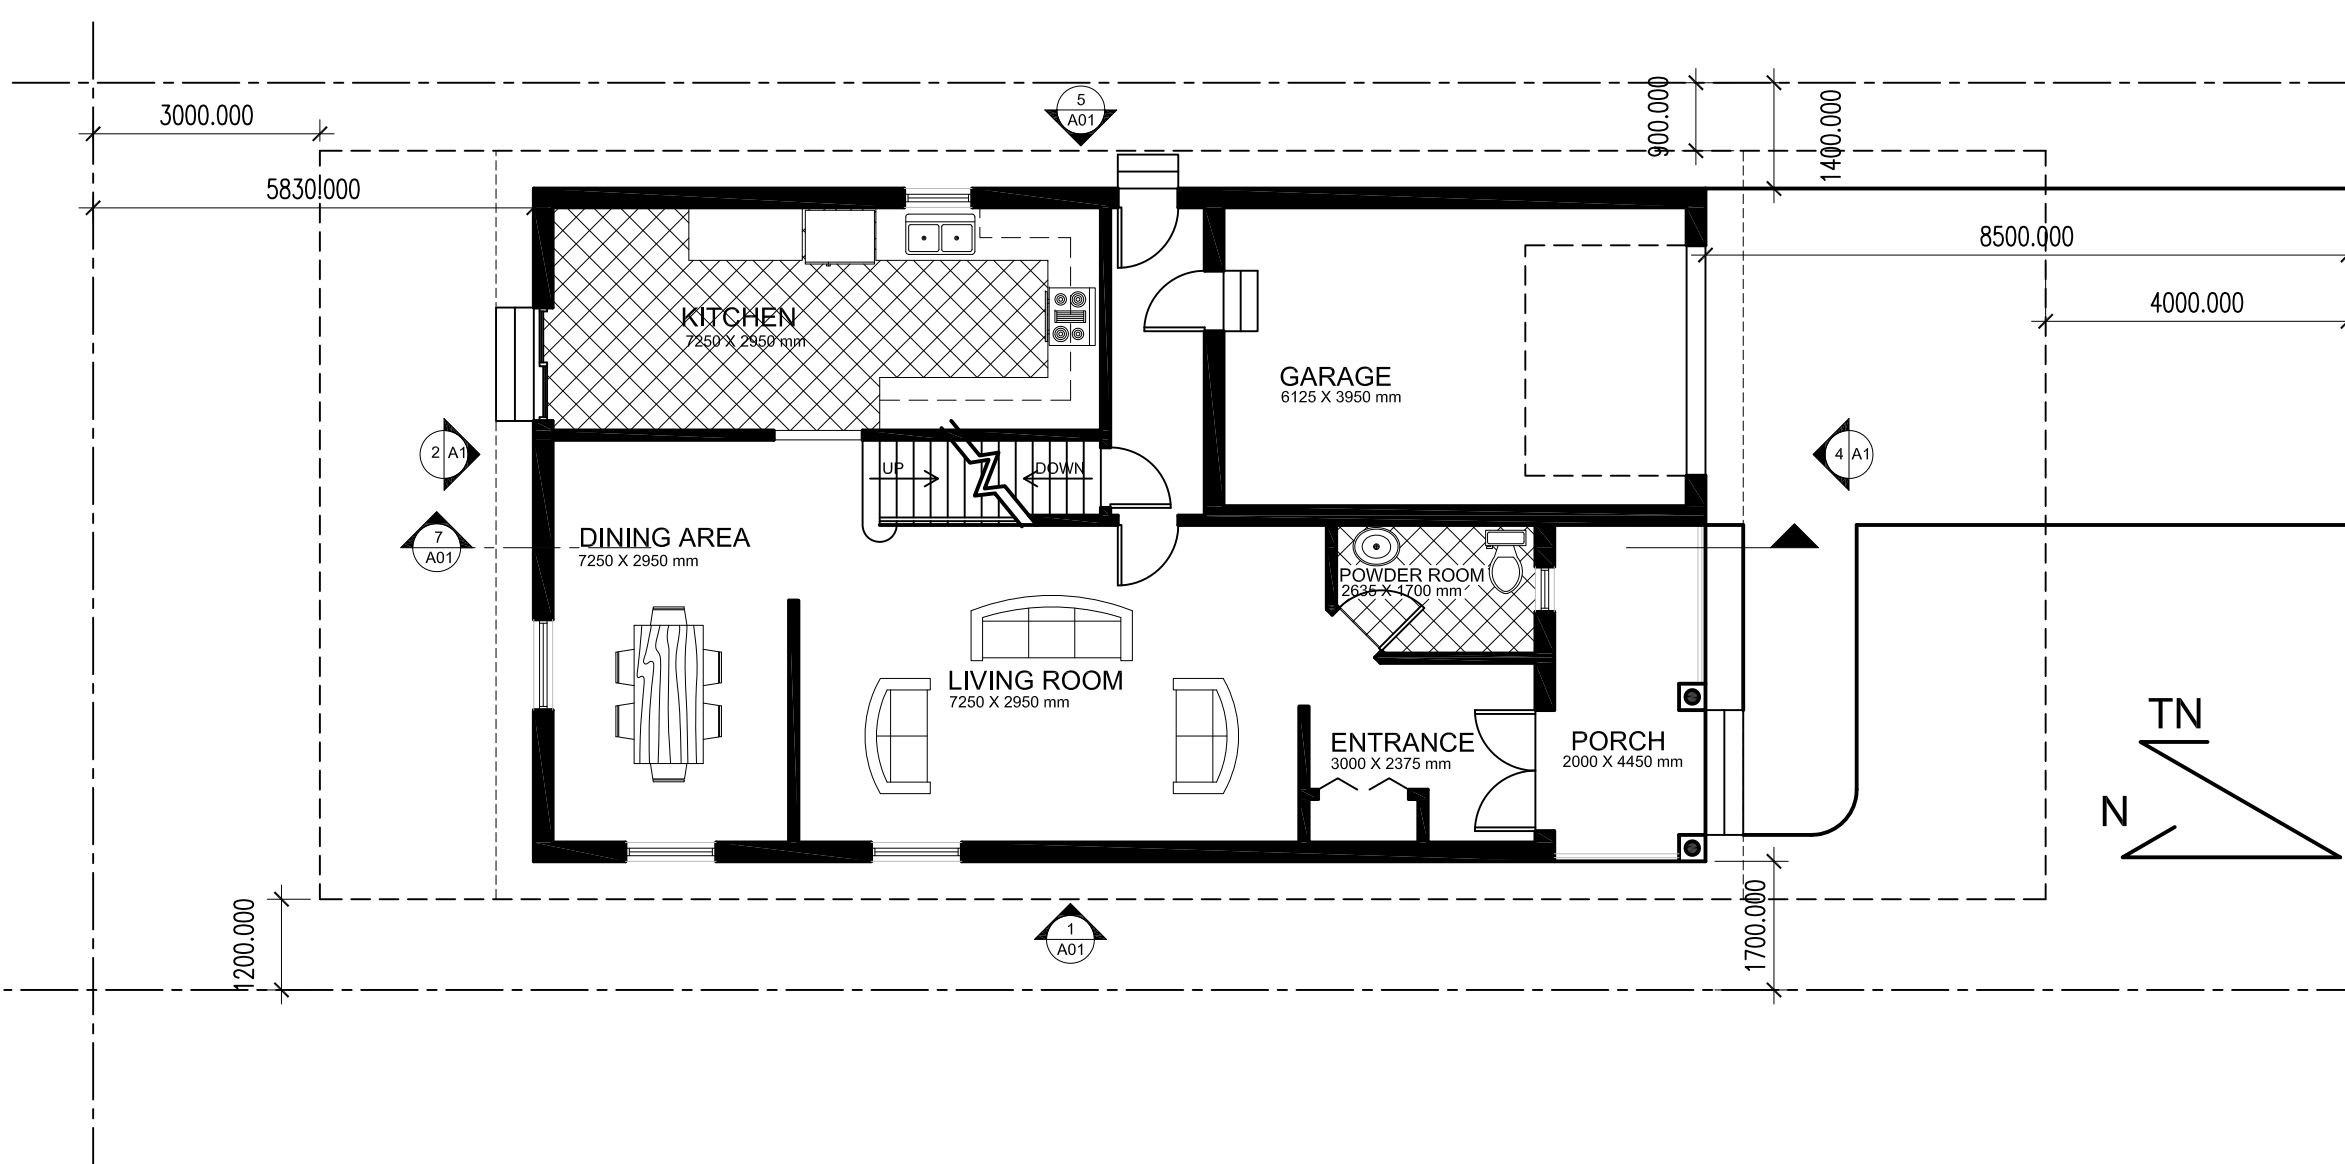 900.000
1400.000
3000.000
5
A01
5830.000
8500.000
4000.000
KITCHEN
7250 X 2950 mm
GARAGE
6125 X 3950 mm
2 A1
4 A1
UP
DOWN
7
A01
DINING AREA
7250 X 2950 mm
POWDER ROOM
2635 X 1700 mm
LIVING ROOM
7250 X 2950 mm
ENTRANCE
3000 X 2375 mm
PORCH
2000 X 4450 mm
TN
N
1200.000
1
A01
1700.000